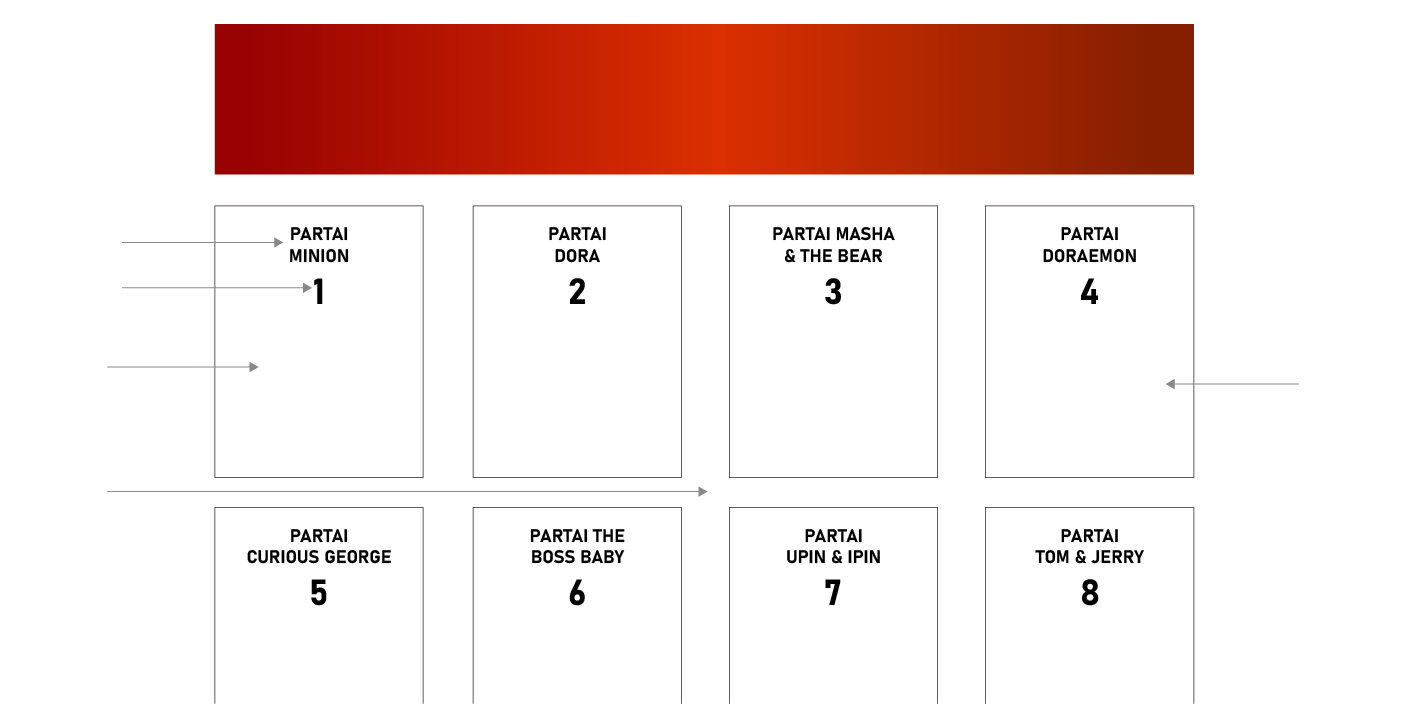 PARTAI
MINION
1
PARTAI
DORA
2
PARTAI MASHA
& THE BEAR
3
PARTAI
DORAEMON
4
PARTAI
CURIOUS GEORGE
5
PARTAI THE
BOSS BABY
6
PARTAI
UPIN & IPIN
7
PARTAI
TOM & JERRY
8